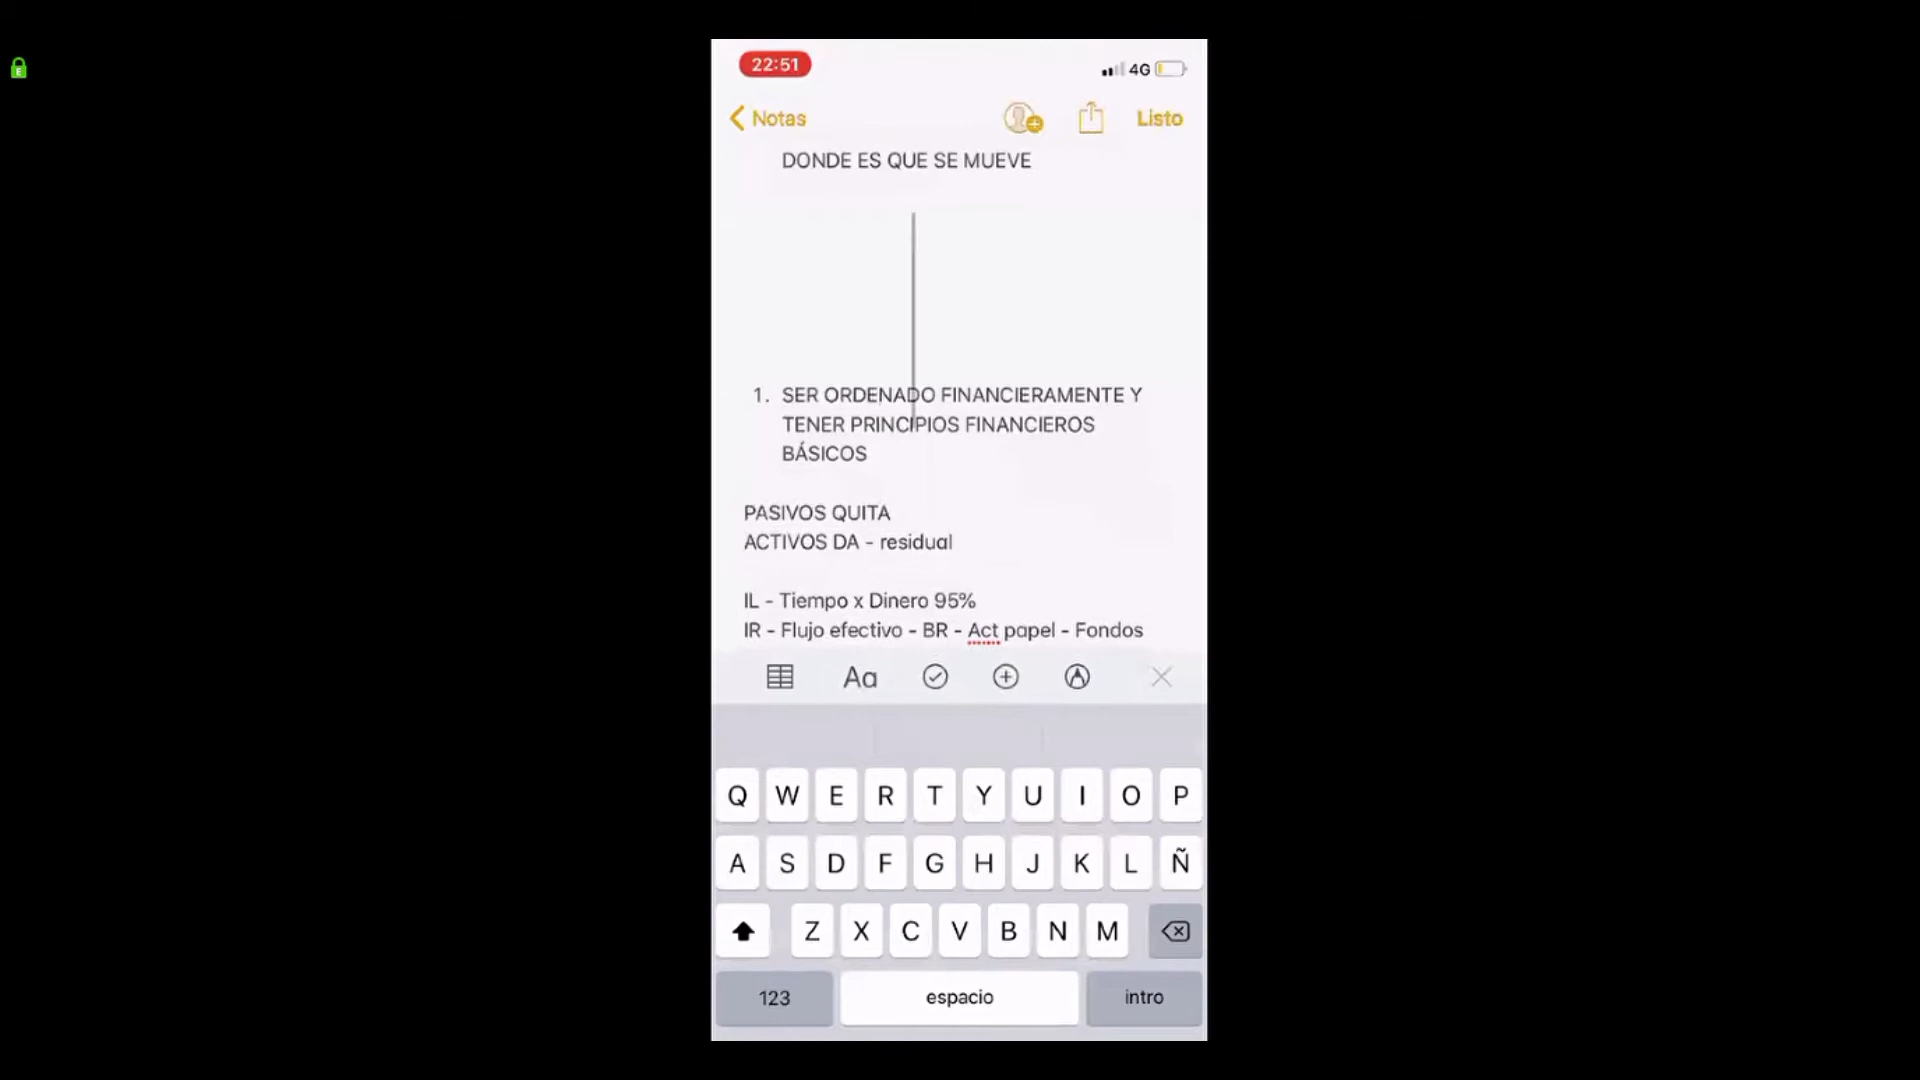 22:51
4G
Notas
Listo
DONDE ES QUE SE MUEVE
1. SER ORDENADO FINANCIERAMENTE Y
TENER PRINCIPIOS FINANCIEROS
BÁSICOS
PASIVOS QUITA
ACTIVOS DA - residual
IL - Tiempo x Dinero 95%
IR - Flujo efectivo - BR - Act papel - Fondos
Aa
Q W E R T Y U I O P
A S D F G H J K L Ñ
Z X C V B N M
123 espacio intro